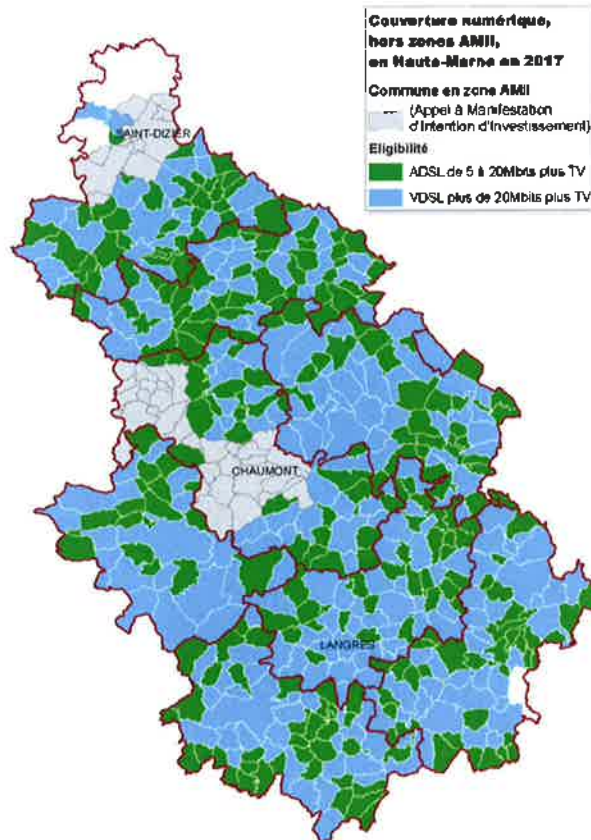 Couverture numérique,
hors zones AMII,
en Haute-Marne en 2017
Commune en zone AMII
(Appel à Manifestation
d'Intention d'Investissement)
Eligibilité
ADSL de 5 à 20Mbits plus TV
VDSL plus de 20Mbits plus TV
SAINT-DIZIER
CHAUMONT
LANGRES